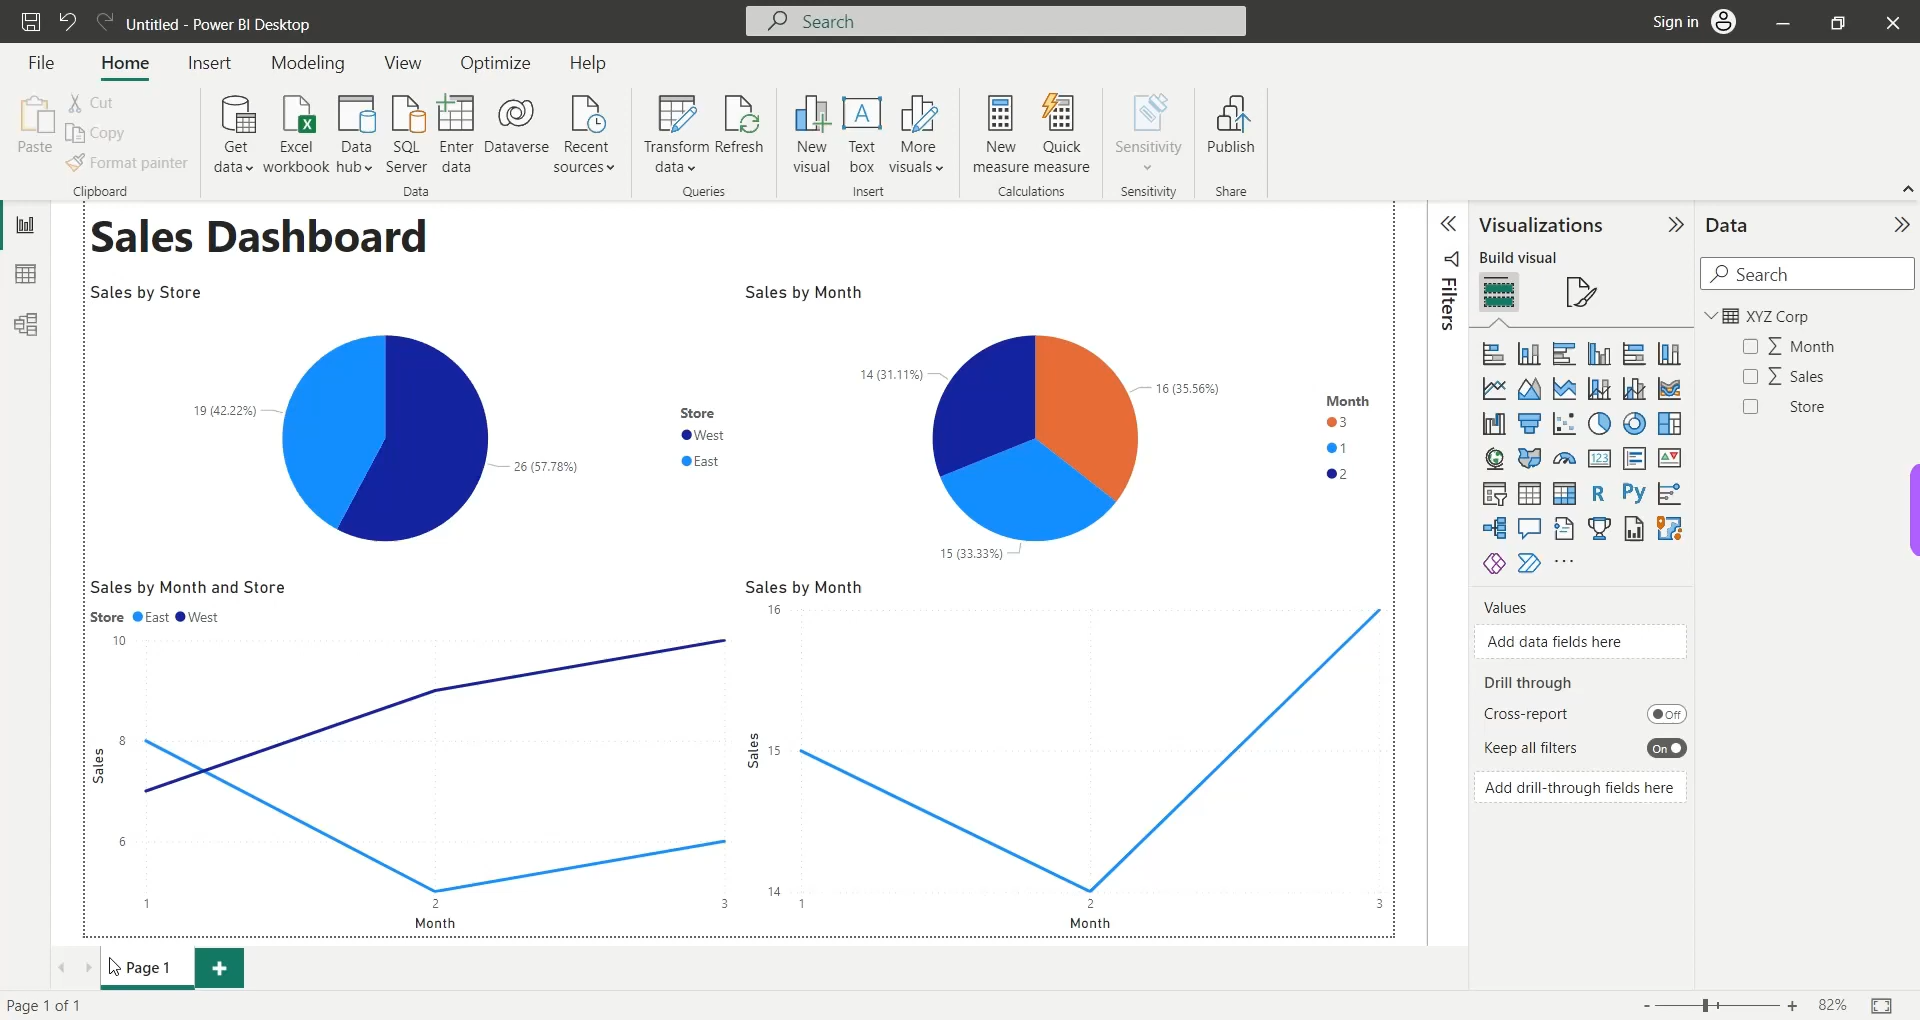 Untitled - Power BI Desktop
Search
Sign in
File
Home
Insert
Modeling
View
Optimize
Help
Paste
Cut
Copy
Format painter
Clipboard
Get data
Excel workbook
Data hub
SQL Server
Enter data
Dataverse
Recent sources
Data
Transform data
Refresh
Queries
New visual
Text box
More visuals
Insert
New measure
Quick measure
Calculations
Sensitivity
Sensitivity
Publish
Share
Sales Dashboard
Sales by Store
19 (42.22%)
26 (57.78%)
Store
West
East
Sales by Month
14 (31.11%)
16 (35.56%)
15 (33.33%)
Month
3
1
2
Sales by Month and Store
Store East West
10
8
6
Sales
1 2 3
Month
Sales by Month
16
15
14
Sales
1 2 3
Month
Filters
Visualizations
Build visual
123
R
Py
Values
Add data fields here
Drill through
Cross-report
Off
Keep all filters
On
Add drill-through fields here
Data
Search
XYZ Corp
Month
Sales
Store
Page 1
Page 1 of 1
82%